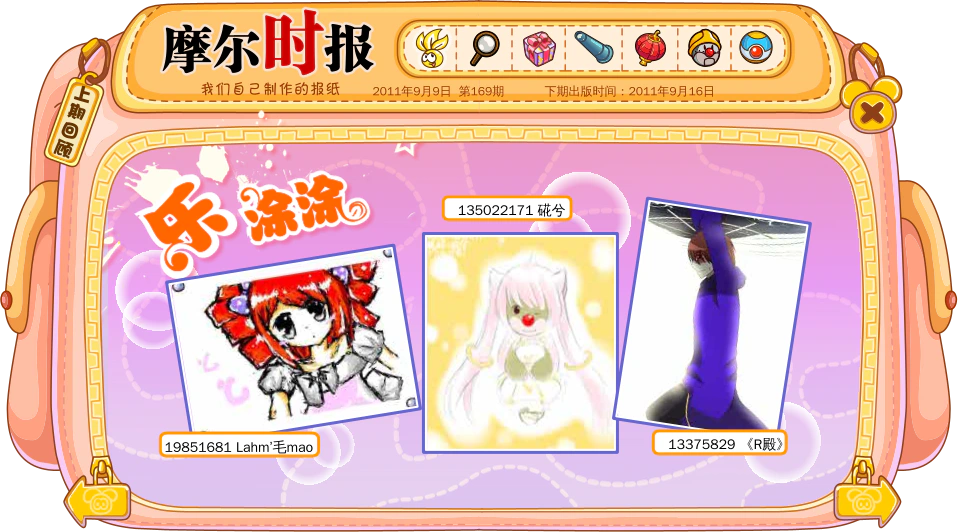 摩尔时报
我们自己制作的报纸
2011年9月9日 第169期
下期出版时间：2011年9月16日
上期回顾
乐涂涂
135022171 硴兮
19851681 Lahm'毛mao
13375829 《R殿》